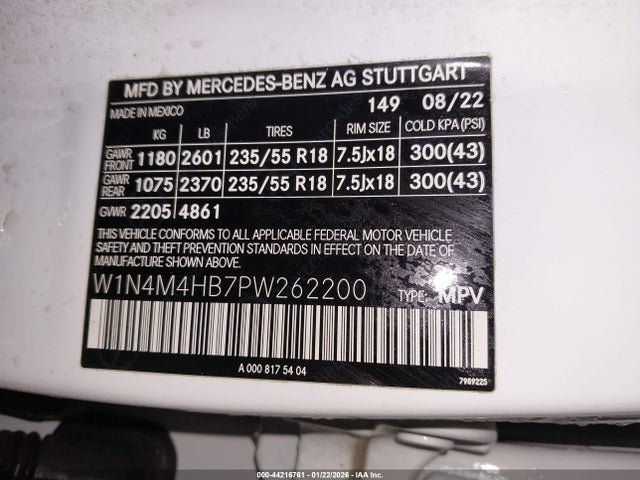 MFD BY MERCEDES-BENZ AG STUTTGART
MADE IN MEXICO 149 08/22
KG LB TIRES RIM SIZE COLD KPA(PSI)
GAWR FRONT 1180 2601 235/55 R18 7.5Jx18 300(43)
GAWR REAR 1075 2370 235/55 R18 7.5Jx18 300(43)
GVWR 2205 4861
THIS VEHICLE CONFORMS TO ALL APPLICABLE FEDERAL MOTOR VEHICLE
SAFETY AND THEFT PREVENTION STANDARDS IN EFFECT ON THE DATE
OF MANUFACTURE SHOWN ABOVE.
W1N4M4HB7PW262200 TYPE: MPV
A 000 817 54 04
7989225
000-44216761 - 01/22/2026 - IAA Inc.